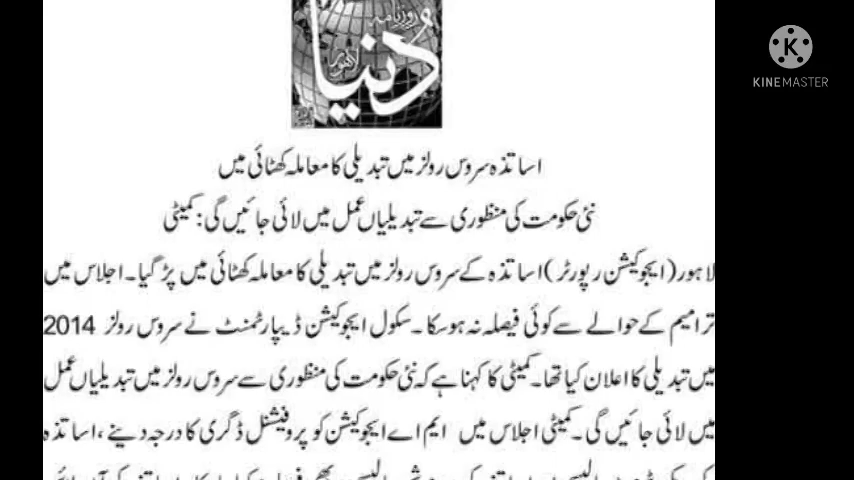 روزنامہ
دنیا
لاہور
KINEMASTER
اساتذہ سروس رولز میں تبدیلی کا معاملہ کھٹائی میں
نئی حکومت کی منظوری سے تبدیلیاں عمل میں لائی جائیں گی: کمیٹی
لاہور (ایجوکیشن رپورٹر) اساتذہ کے سروس رولز میں تبدیلی کا معاملہ کھٹائی میں پڑ گیا۔ اجلاس میں
ترامیم کے حوالے سے کوئی فیصلہ نہ ہو سکا۔ سکول ایجوکیشن ڈیپارٹمنٹ نے سروس رولز 2014
میں تبدیلی کا اعلان کیا تھا۔ کمیٹی کا کہنا ہے کہ نئی حکومت کی منظوری سے سروس رولز میں تبدیلیاں عمل
میں لائی جائیں گی۔ کمیٹی اجلاس میں ایم اے ایجوکیشن کو پروفیشنل ڈگری کا درجہ دینے، اساتذہ